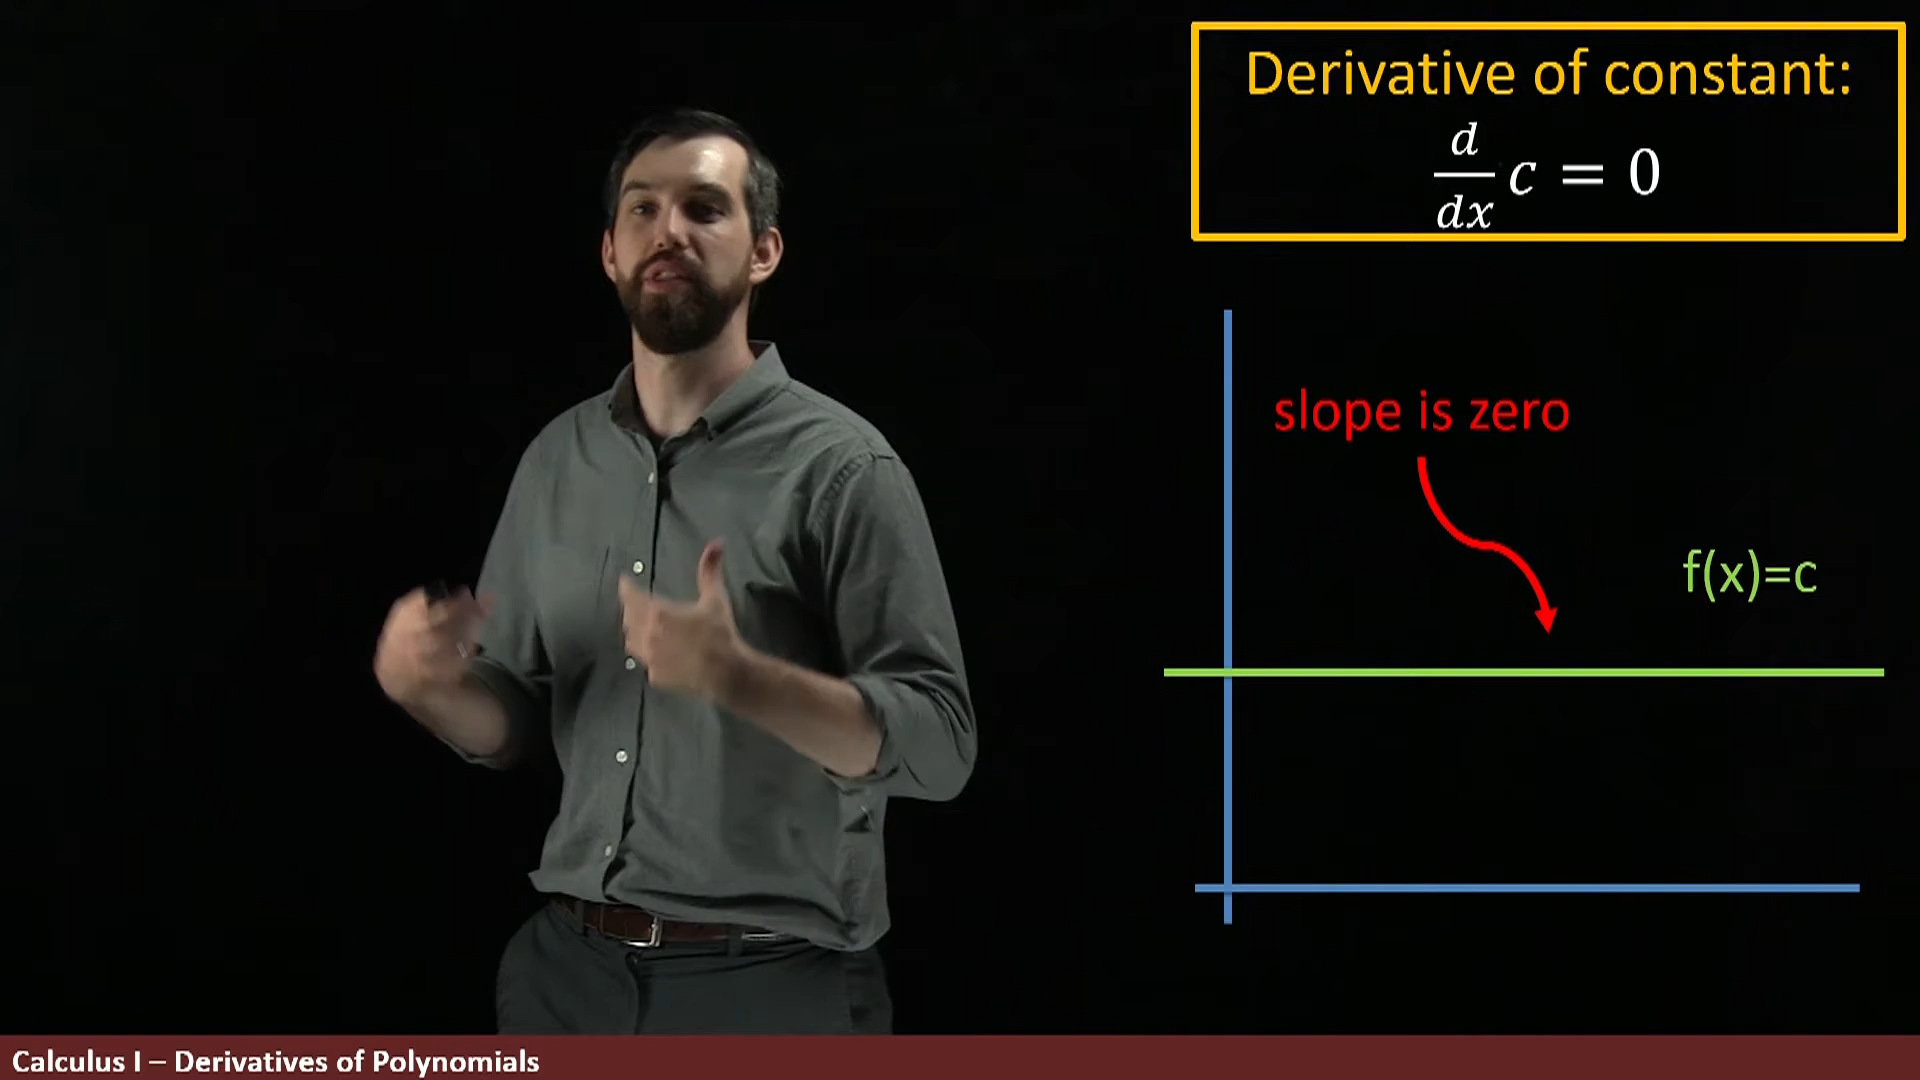 Derivative of constant:
d
dx
c = 0
slope is zero
f(x)=c
Calculus I – Derivatives of Polynomials